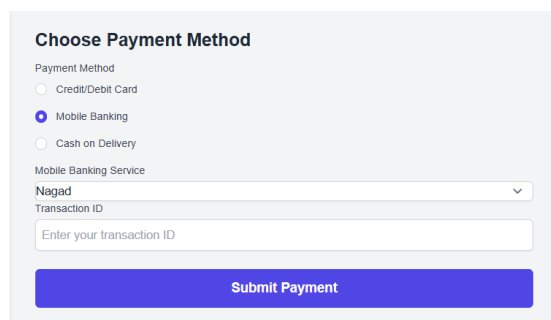 Choose Payment Method
Payment Method
Credit/Debit Card
Mobile Banking
Cash on Delivery
Mobile Banking Service
Nagad
Transaction ID
Enter your transaction ID
Submit Payment